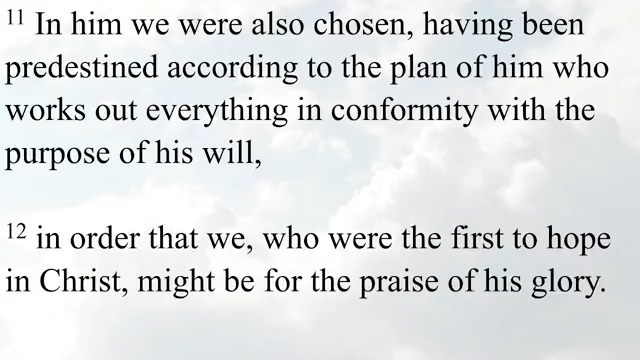 11 In him we were also chosen, having been
predestined according to the plan of him who
works out everything in conformity with the
purpose of his will,
12 in order that we, who were the first to hope
in Christ, might be for the praise of his glory.